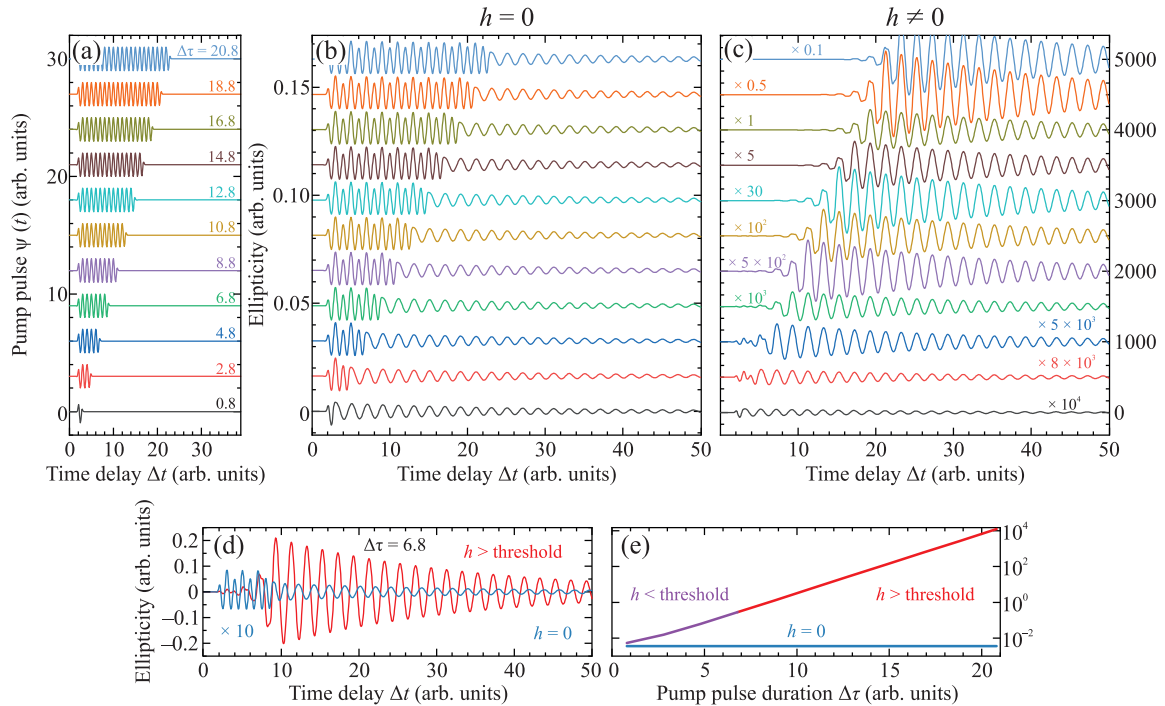 h = 0
h ≠ 0
(a)
Δτ = 20.8
18.8
16.8
14.8
12.8
10.8
8.8
6.8
4.8
2.8
0.8
30
20
10
0
Pump pulse ψ (t) (arb. units)
0 10 20 30
Time delay Δt (arb. units)
(b)
0.15
0.10
0.05
0
Ellipticity (arb. units)
0 10 20 30 40 50
Time delay Δt (arb. units)
(c)
× 0.1
× 0.5
× 1
× 5
× 30
× 10²
× 5 × 10²
× 10³
× 5 × 10³
× 8 × 10³
× 10⁴
5000
4000
3000
2000
1000
0
10 20 30 40 50
Time delay Δt (arb. units)
(d)
Δτ = 6.8
h > threshold
× 10
h = 0
0.2
0.1
0
−0.1
−0.2
Ellipticity (arb. units)
0 10 20 30 40 50
Time delay Δt (arb. units)
(e)
h < threshold
h > threshold
h = 0
10⁴
10²
10⁰
10⁻²
0 5 10 15 20
Pump pulse duration Δτ (arb. units)